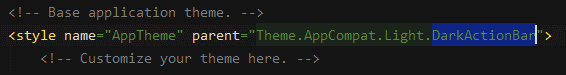 <!-- Base application theme. -->
<style name="AppTheme" parent="Theme.AppCompat.Light.DarkActionBar">
<!-- Customize your theme here. -->